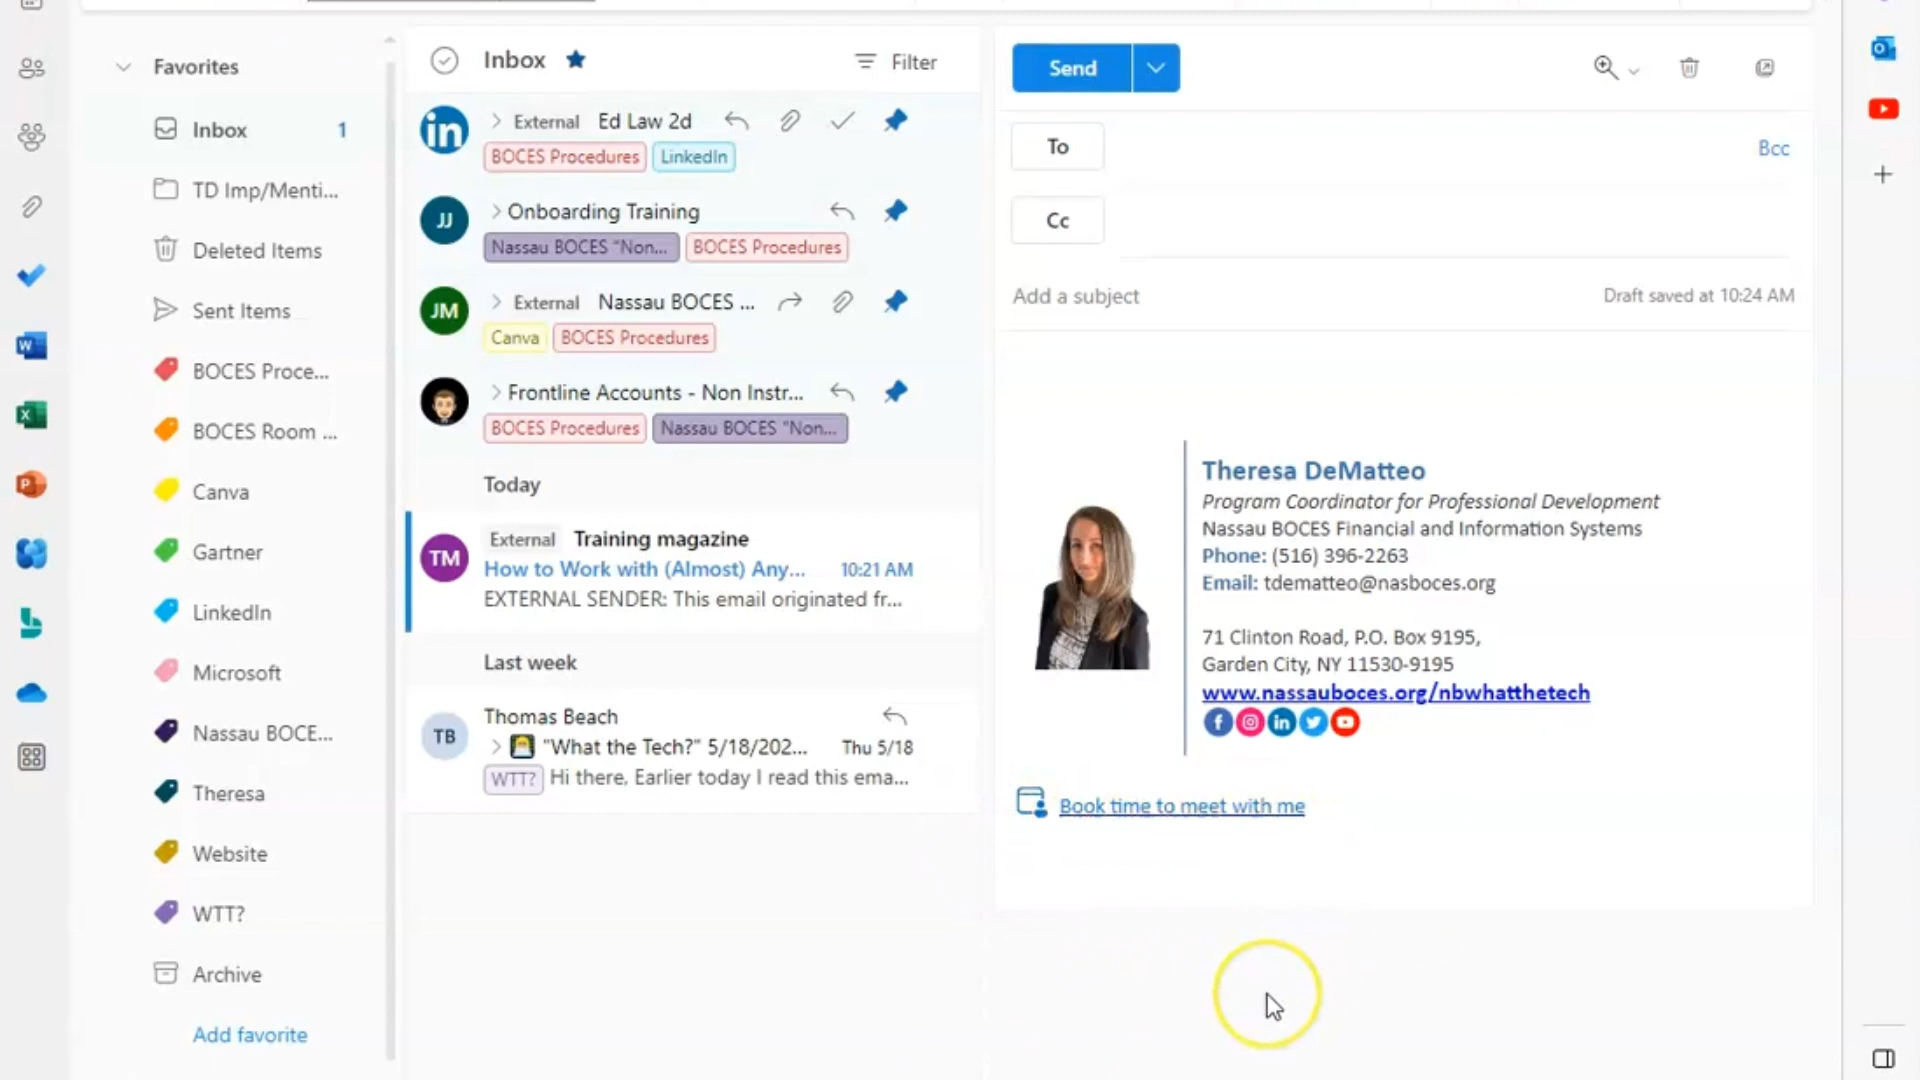 Favorites
Inbox 1
TD Imp/Menti...
Deleted Items
Sent Items
BOCES Proce...
BOCES Room ...
Canva
Gartner
LinkedIn
Microsoft
Nassau BOCE...
Theresa
Website
WTT?
Archive
Add favorite
Inbox
Filter
in External Ed Law 2d
BOCES Procedures LinkedIn
JJ Onboarding Training
Nassau BOCES "Non... BOCES Procedures
JM External Nassau BOCES ...
Canva BOCES Procedures
Frontline Accounts - Non Instr...
BOCES Procedures Nassau BOCES "Non...
Today
TM External Training magazine
How to Work with (Almost) Any... 10:21 AM
EXTERNAL SENDER: This email originated fr...
Last week
TB Thomas Beach
"What the Tech?" 5/18/202... Thu 5/18
WTT? Hi there, Earlier today I read this ema...
Send
To
Bcc
Cc
Add a subject
Draft saved at 10:24 AM
Theresa DeMatteo
Program Coordinator for Professional Development
Nassau BOCES Financial and Information Systems
Phone: (516) 396-2263
Email: tdematteo@nasboces.org
71 Clinton Road, P.O. Box 9195,
Garden City, NY 11530-9195
www.nassauboces.org/nbwhatthetech
Book time to meet with me